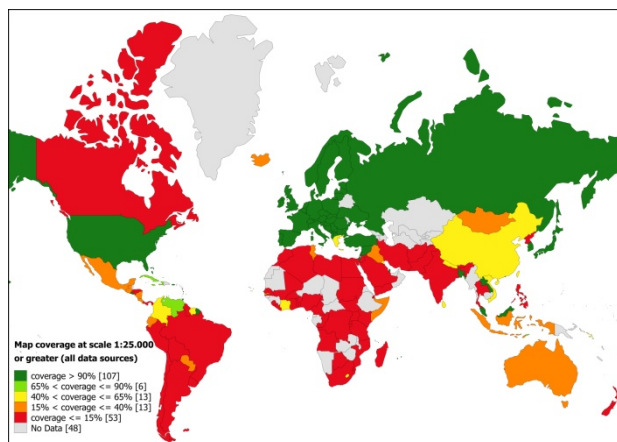 Map coverage at scale 1:25.000
or greater (all data sources)
coverage > 90% [107]
65% < coverage <= 90% [6]
40% < coverage <= 65% [13]
15% < coverage <= 40% [13]
coverage <= 15% [53]
No Data [48]